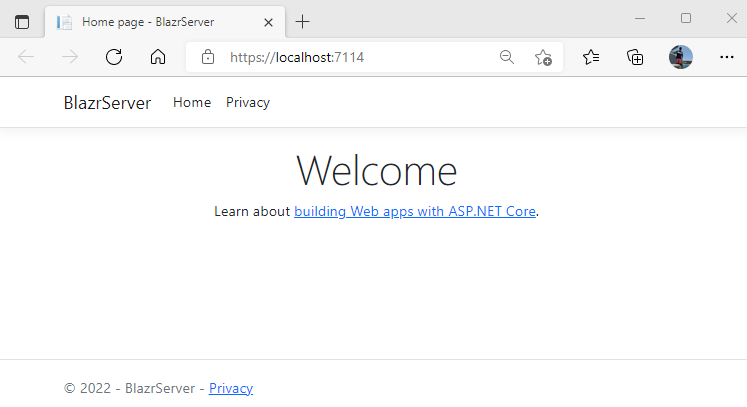 Home page - BlazrServer
https://localhost:7114
BlazrServer Home Privacy
Welcome
Learn about building Web apps with ASP.NET Core.
© 2022 - BlazrServer - Privacy